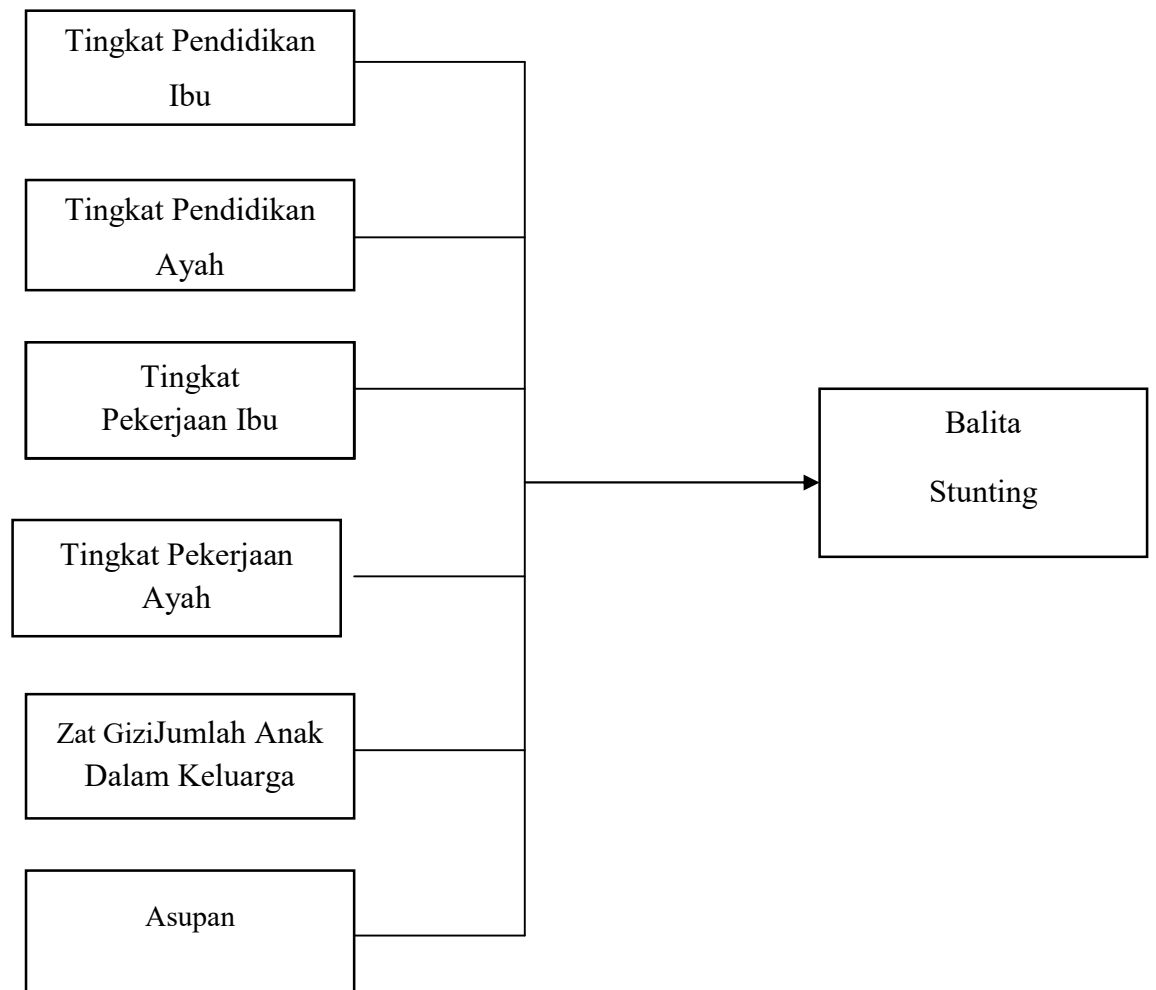 Tingkat Pendidikan
Ibu
Tingkat Pendidikan
Ayah
Tingkat
Pekerjaan Ibu
Tingkat Pekerjaan
Ayah
Zat GiziJumlah Anak
Dalam Keluarga
Asupan
Balita
Stunting